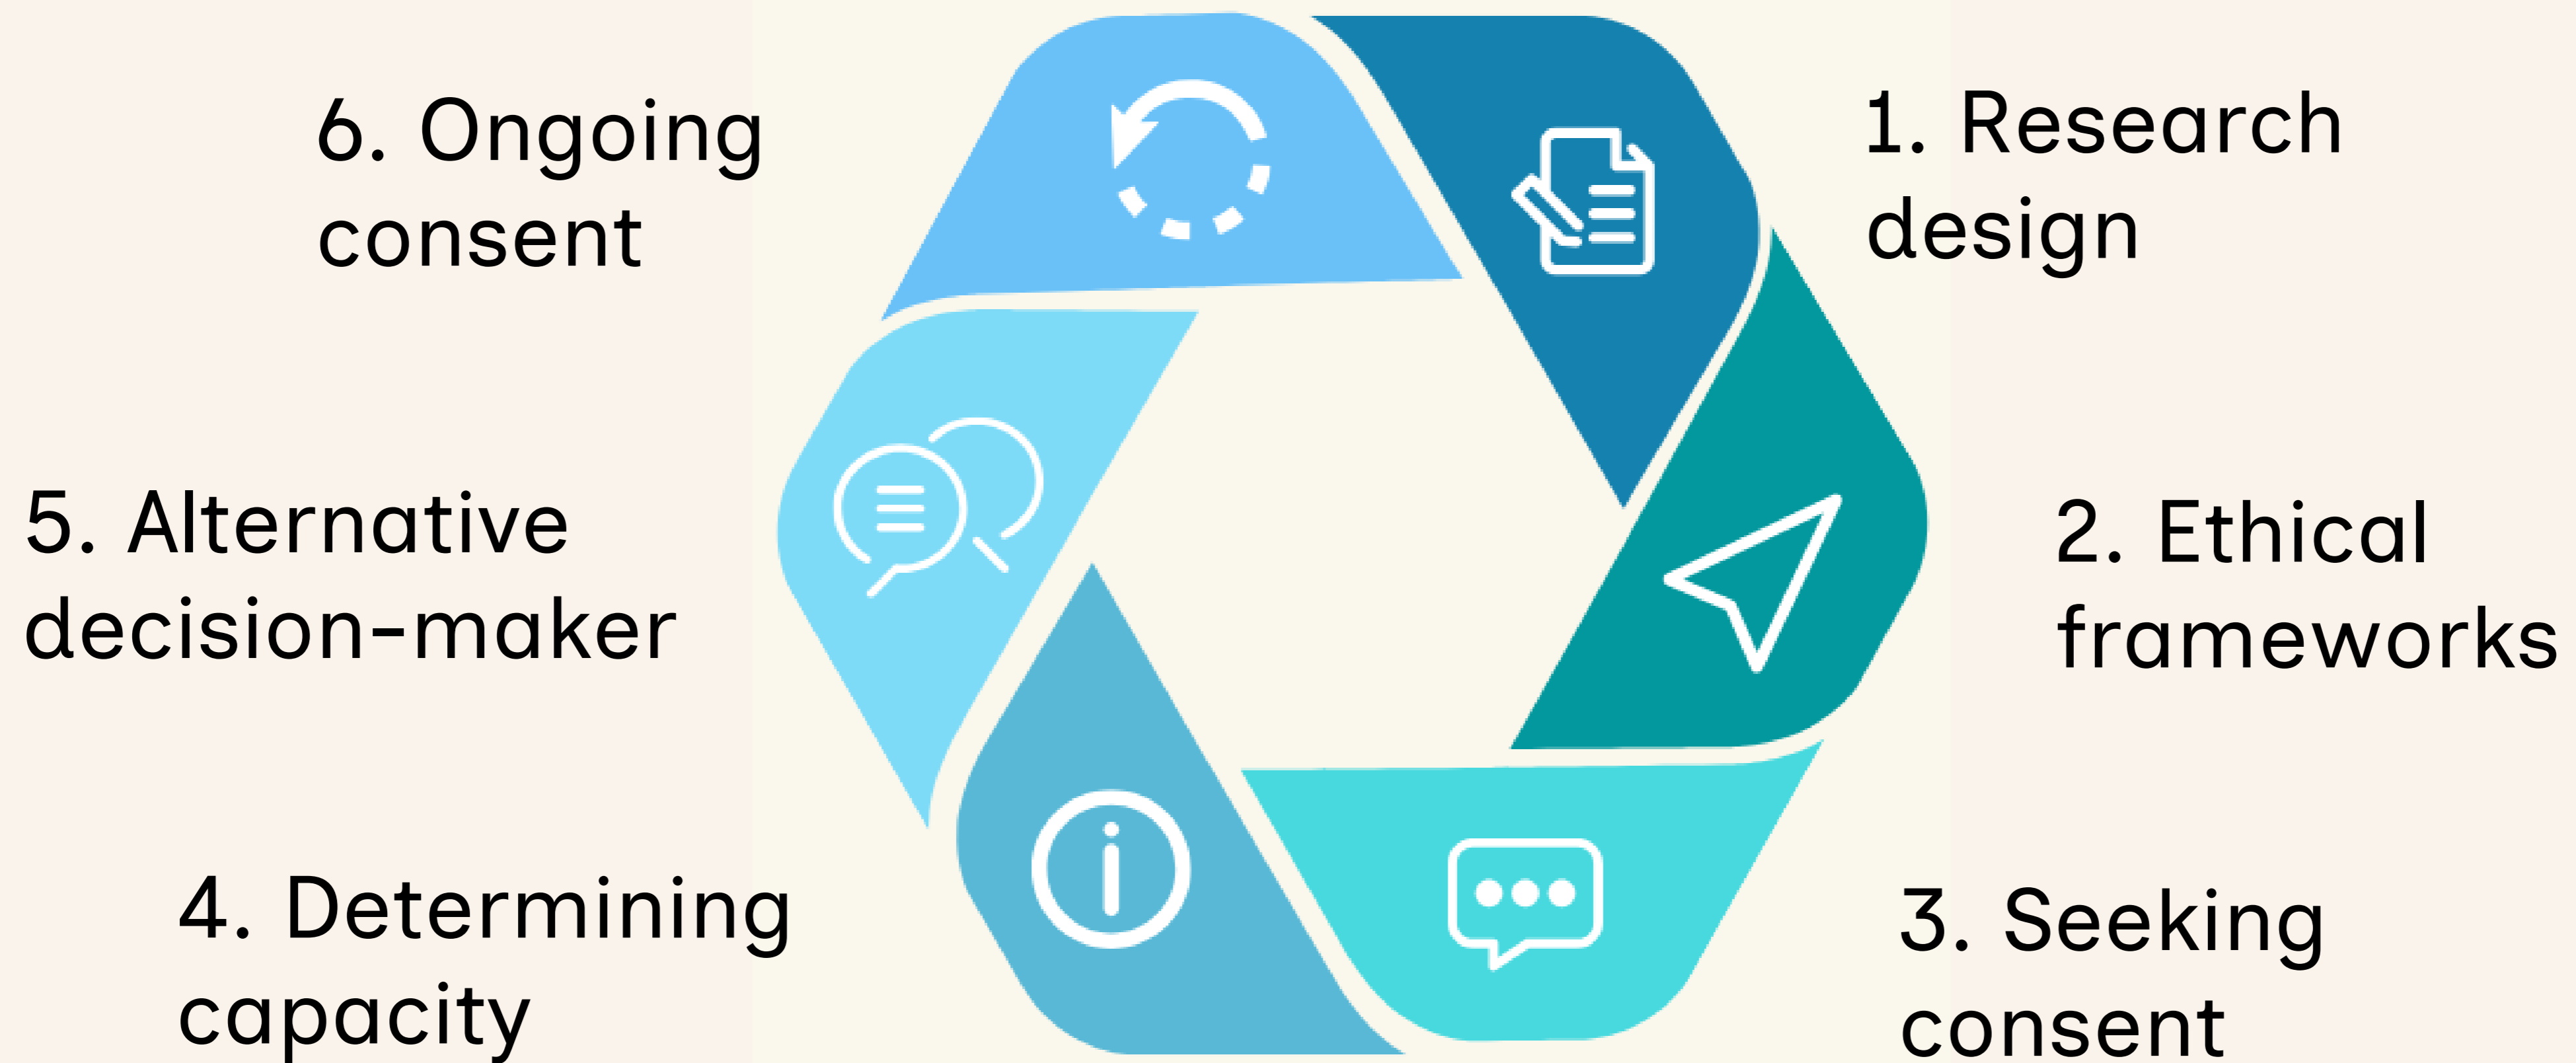 1. Research
design
2. Ethical
frameworks
3. Seeking
consent
4. Determining
capacity
5. Alternative
decision-maker
6. Ongoing
consent